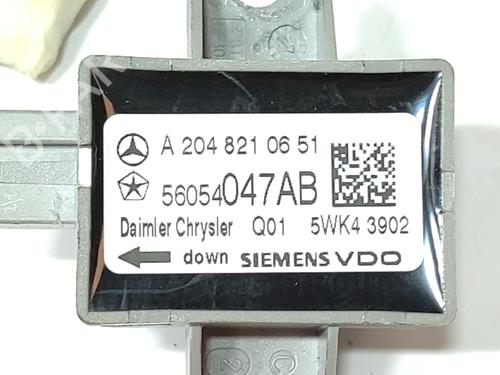 A 204 821 06 51
56054047AB
Daimler Chrysler Q01 5WK4 3902
down SIEMENS VDO